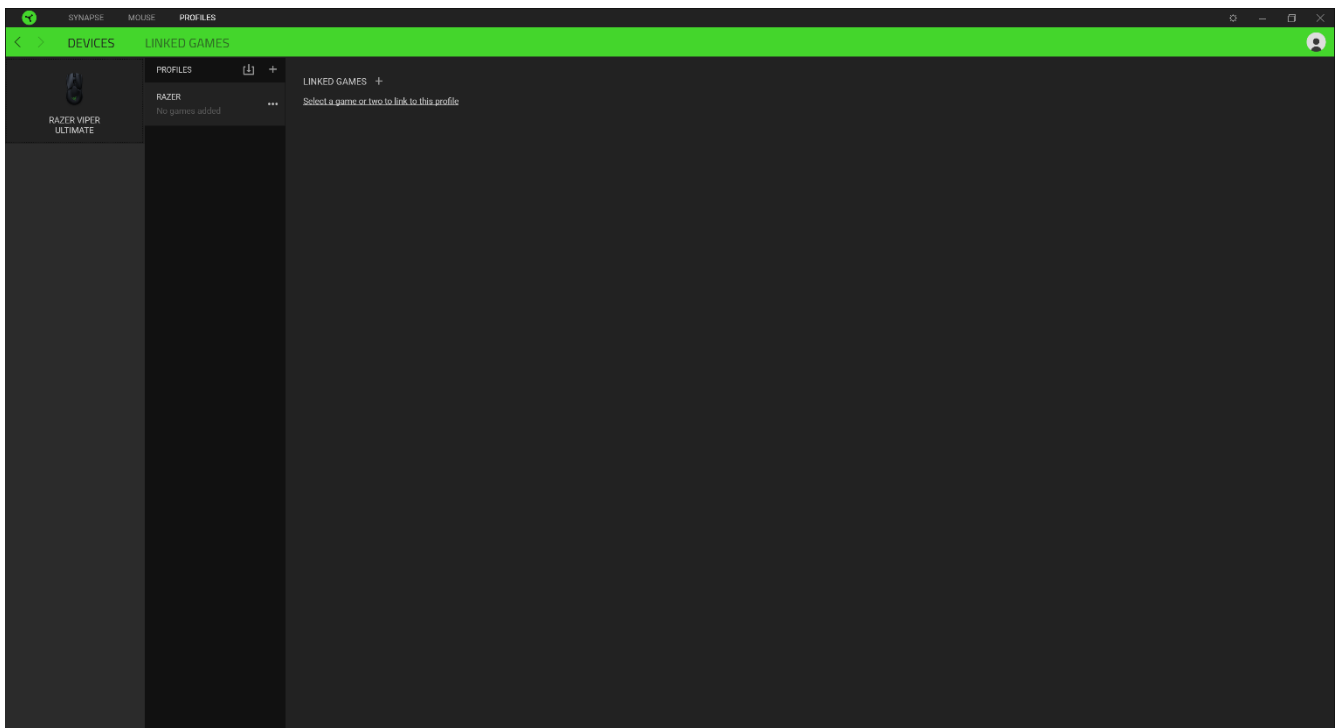 SYNAPSE MOUSE PROFILES
DEVICES LINKED GAMES
RAZER VIPER
ULTIMATE
PROFILES
RAZER
No games added
LINKED GAMES
Select a game or two to link to this profile